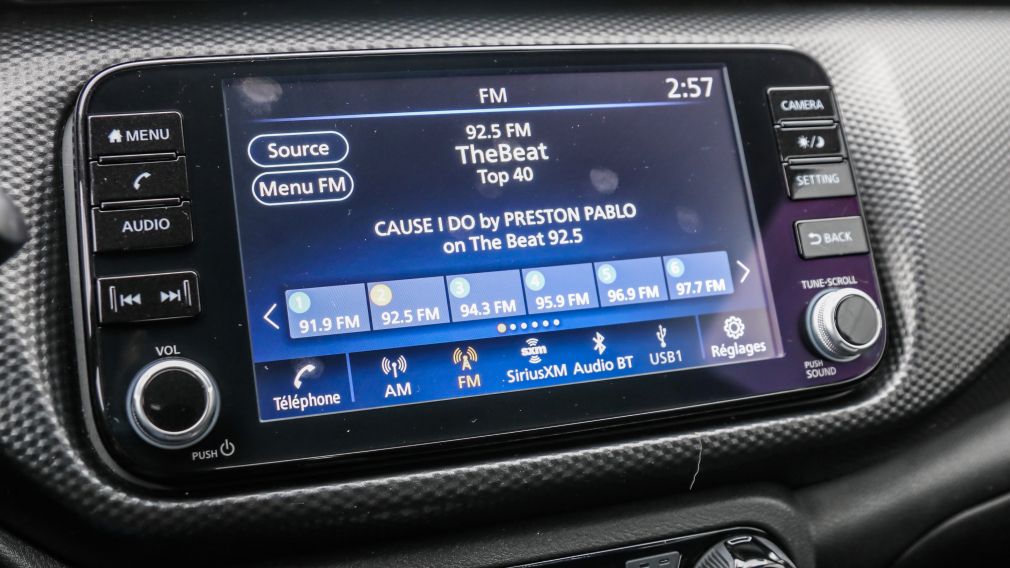 FM
2:57
MENU
AUDIO
VOL
PUSH
Source
Menu FM
92.5 FM
TheBeat
Top 40
CAUSE I DO by PRESTON PABLO
on The Beat 92.5
1
91.9 FM
2
92.5 FM
3
94.3 FM
4
95.9 FM
5
96.9 FM
6
97.7 FM
Téléphone
AM
FM
sxm
SiriusXM
Audio BT
USB1
Réglages
CAMERA
SETTING
BACK
TUNE·SCROLL
PUSH
SOUND